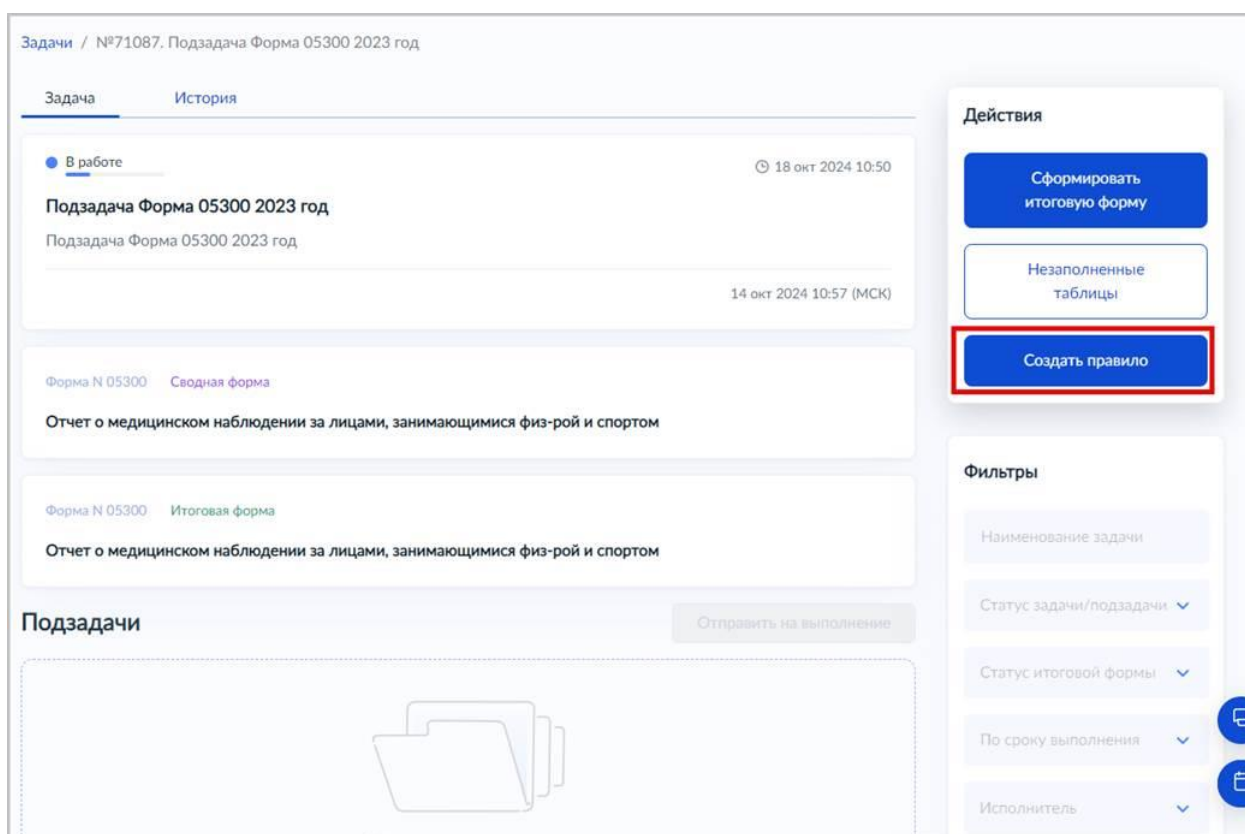 Задачи / №71087. Подзадача Форма 05300 2023 год
Задача История
В работе 18 окт 2024 10:50
Подзадача Форма 05300 2023 год
Подзадача Форма 05300 2023 год
14 окт 2024 10:57 (МСК)
Форма N 05300 Сводная форма
Отчет о медицинском наблюдении за лицами, занимающимися физ-рой и спортом
Форма N 05300 Итоговая форма
Отчет о медицинском наблюдении за лицами, занимающимися физ-рой и спортом
Подзадачи Отправить на выполнение
Действия
Сформировать
итоговую форму
Незаполненные
таблицы
Создать правило
Фильтры
Наименование задачи
Статус задачи/подзадачи
Статус итоговой формы
По сроку выполнения
Исполнитель